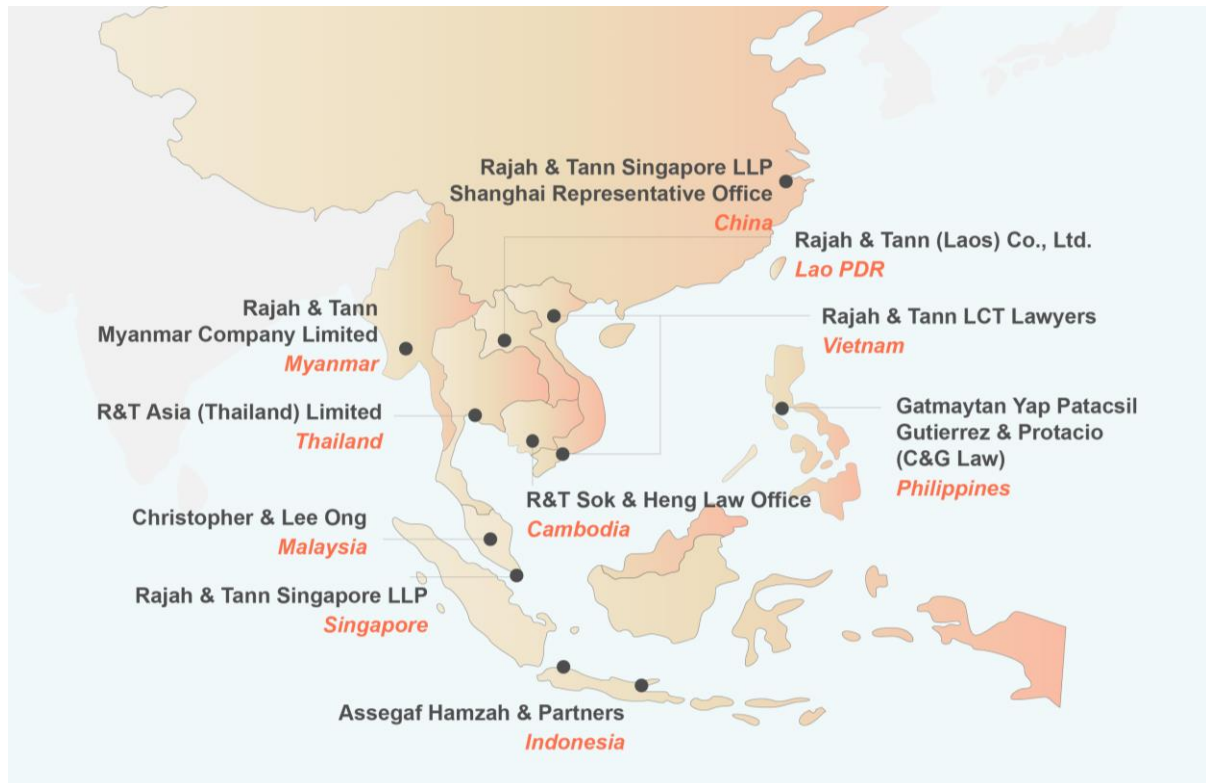 Rajah & Tann Singapore LLP
Shanghai Representative Office
China
Rajah & Tann (Laos) Co., Ltd.
Lao PDR
Rajah & Tann
Myanmar Company Limited
Myanmar
Rajah & Tann LCT Lawyers
Vietnam
R&T Asia (Thailand) Limited
Thailand
Gatmaytan Yap Patacsil
Gutierrez & Protacio
(C&G Law)
Philippines
R&T Sok & Heng Law Office
Cambodia
Christopher & Lee Ong
Malaysia
Rajah & Tann Singapore LLP
Singapore
Assegaf Hamzah & Partners
Indonesia